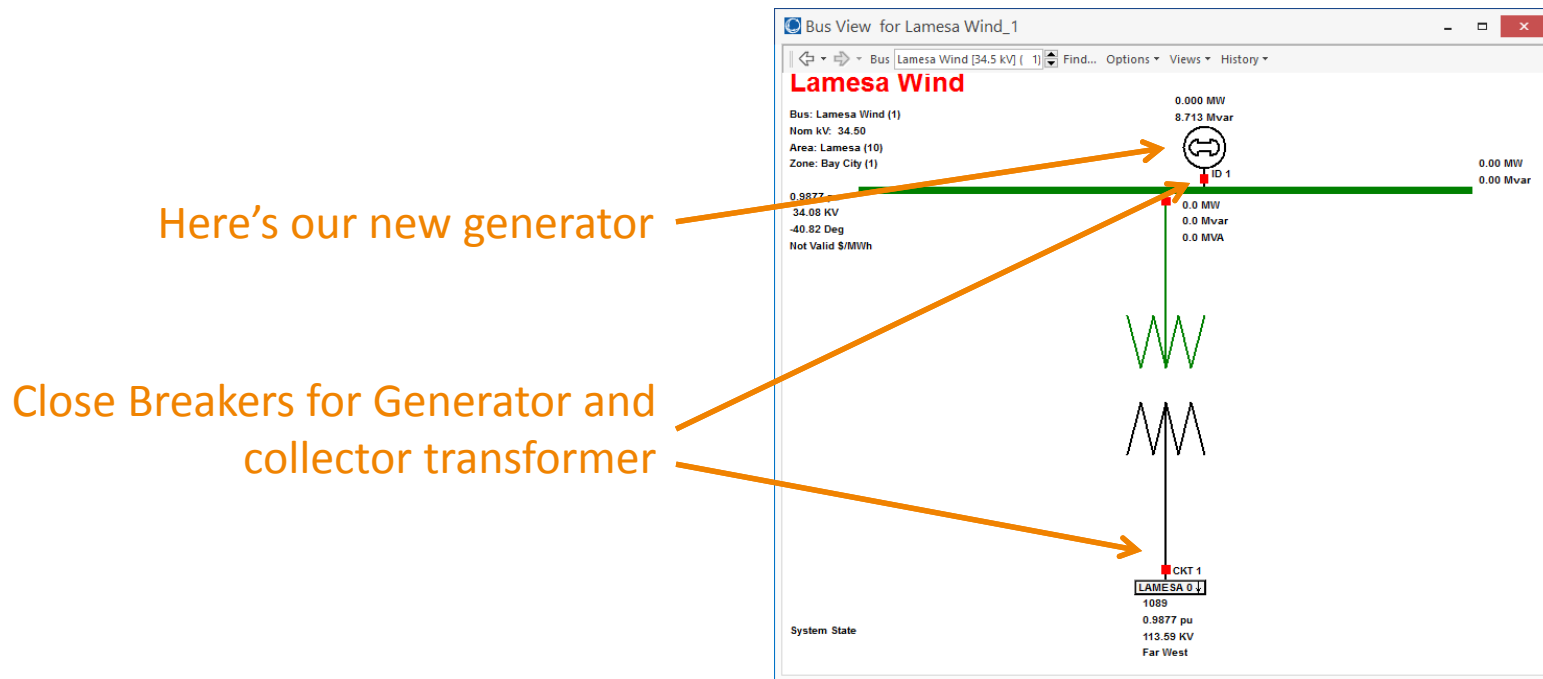 Bus View for Lamesa Wind_1
Bus Lamesa Wind [34.5 kV] ( 1) Find... Options Views History
Lamesa Wind
Bus: Lamesa Wind (1)
Nom kV: 34.50
Area: Lamesa (10)
Zone: Bay City (1)
0.000 MW
8.713 Mvar
ID 1
0.00 MW
0.00 Mvar
0.9877 pu
34.08 KV
-40.82 Deg
Not Valid $/MWh
0.0 MW
0.0 Mvar
0.0 MVA
Here’s our new generator
Close Breakers for Generator and
collector transformer
CKT 1
LAMESA 0
1089
0.9877 pu
113.59 KV
Far West
System State